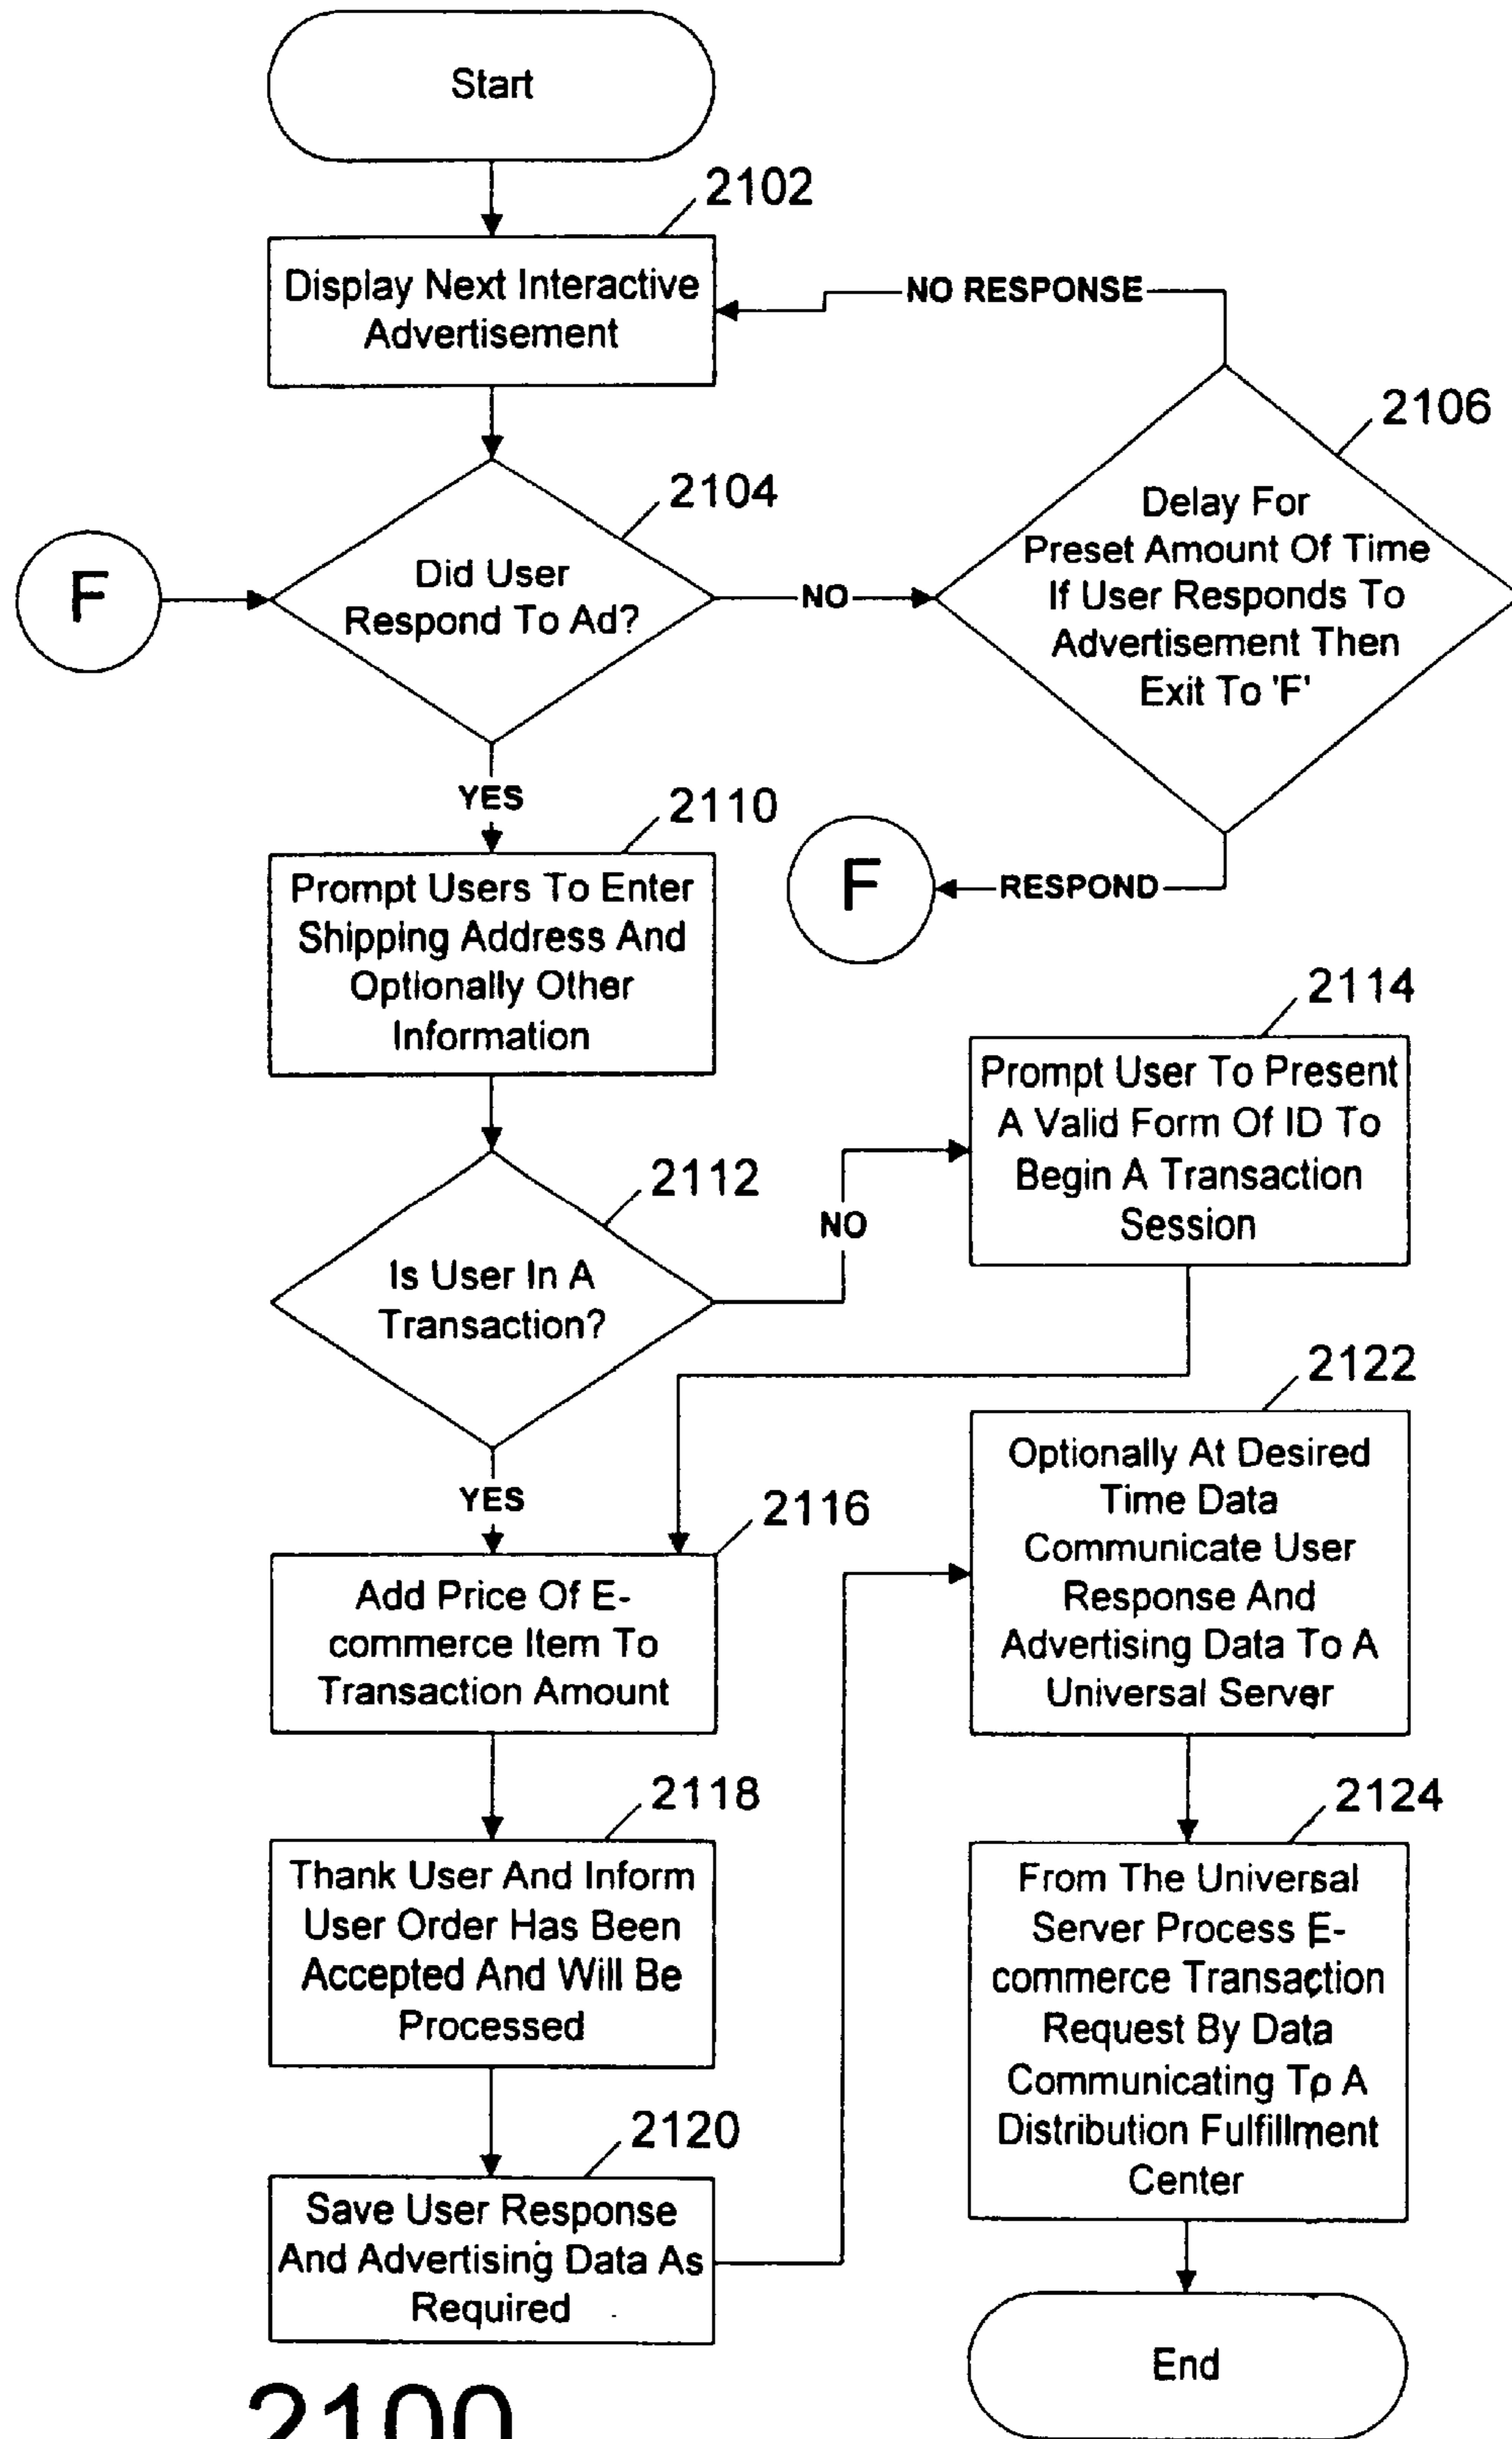 Start
2102
Display Next Interactive
Advertisement
NO RESPONSE
2106
Delay For
Preset Amount Of Time
If User Responds To
Advertisement Then
Exit To 'F'
2104
F
Did User
Respond To Ad?
NO
YES
RESPOND
F
2110
Prompt Users To Enter
Shipping Address And
Optionally Other
Information
2112
Is User In A
Transaction?
NO
2114
Prompt User To Present
A Valid Form Of ID To
Begin A Transaction
Session
YES
2116
Add Price Of E-
commerce Item To
Transaction Amount
2118
Thank User And Inform
User Order Has Been
Accepted And Will Be
Processed
2120
Save User Response
And Advertising Data As
Required
2122
Optionally At Desired
Time Data
Communicate User
Response And
Advertising Data To A
Universal Server
2124
From The Universal
Server Process E-
commerce Transaction
Request By Data
Communicating To A
Distribution Fulfillment
Center
End
2100